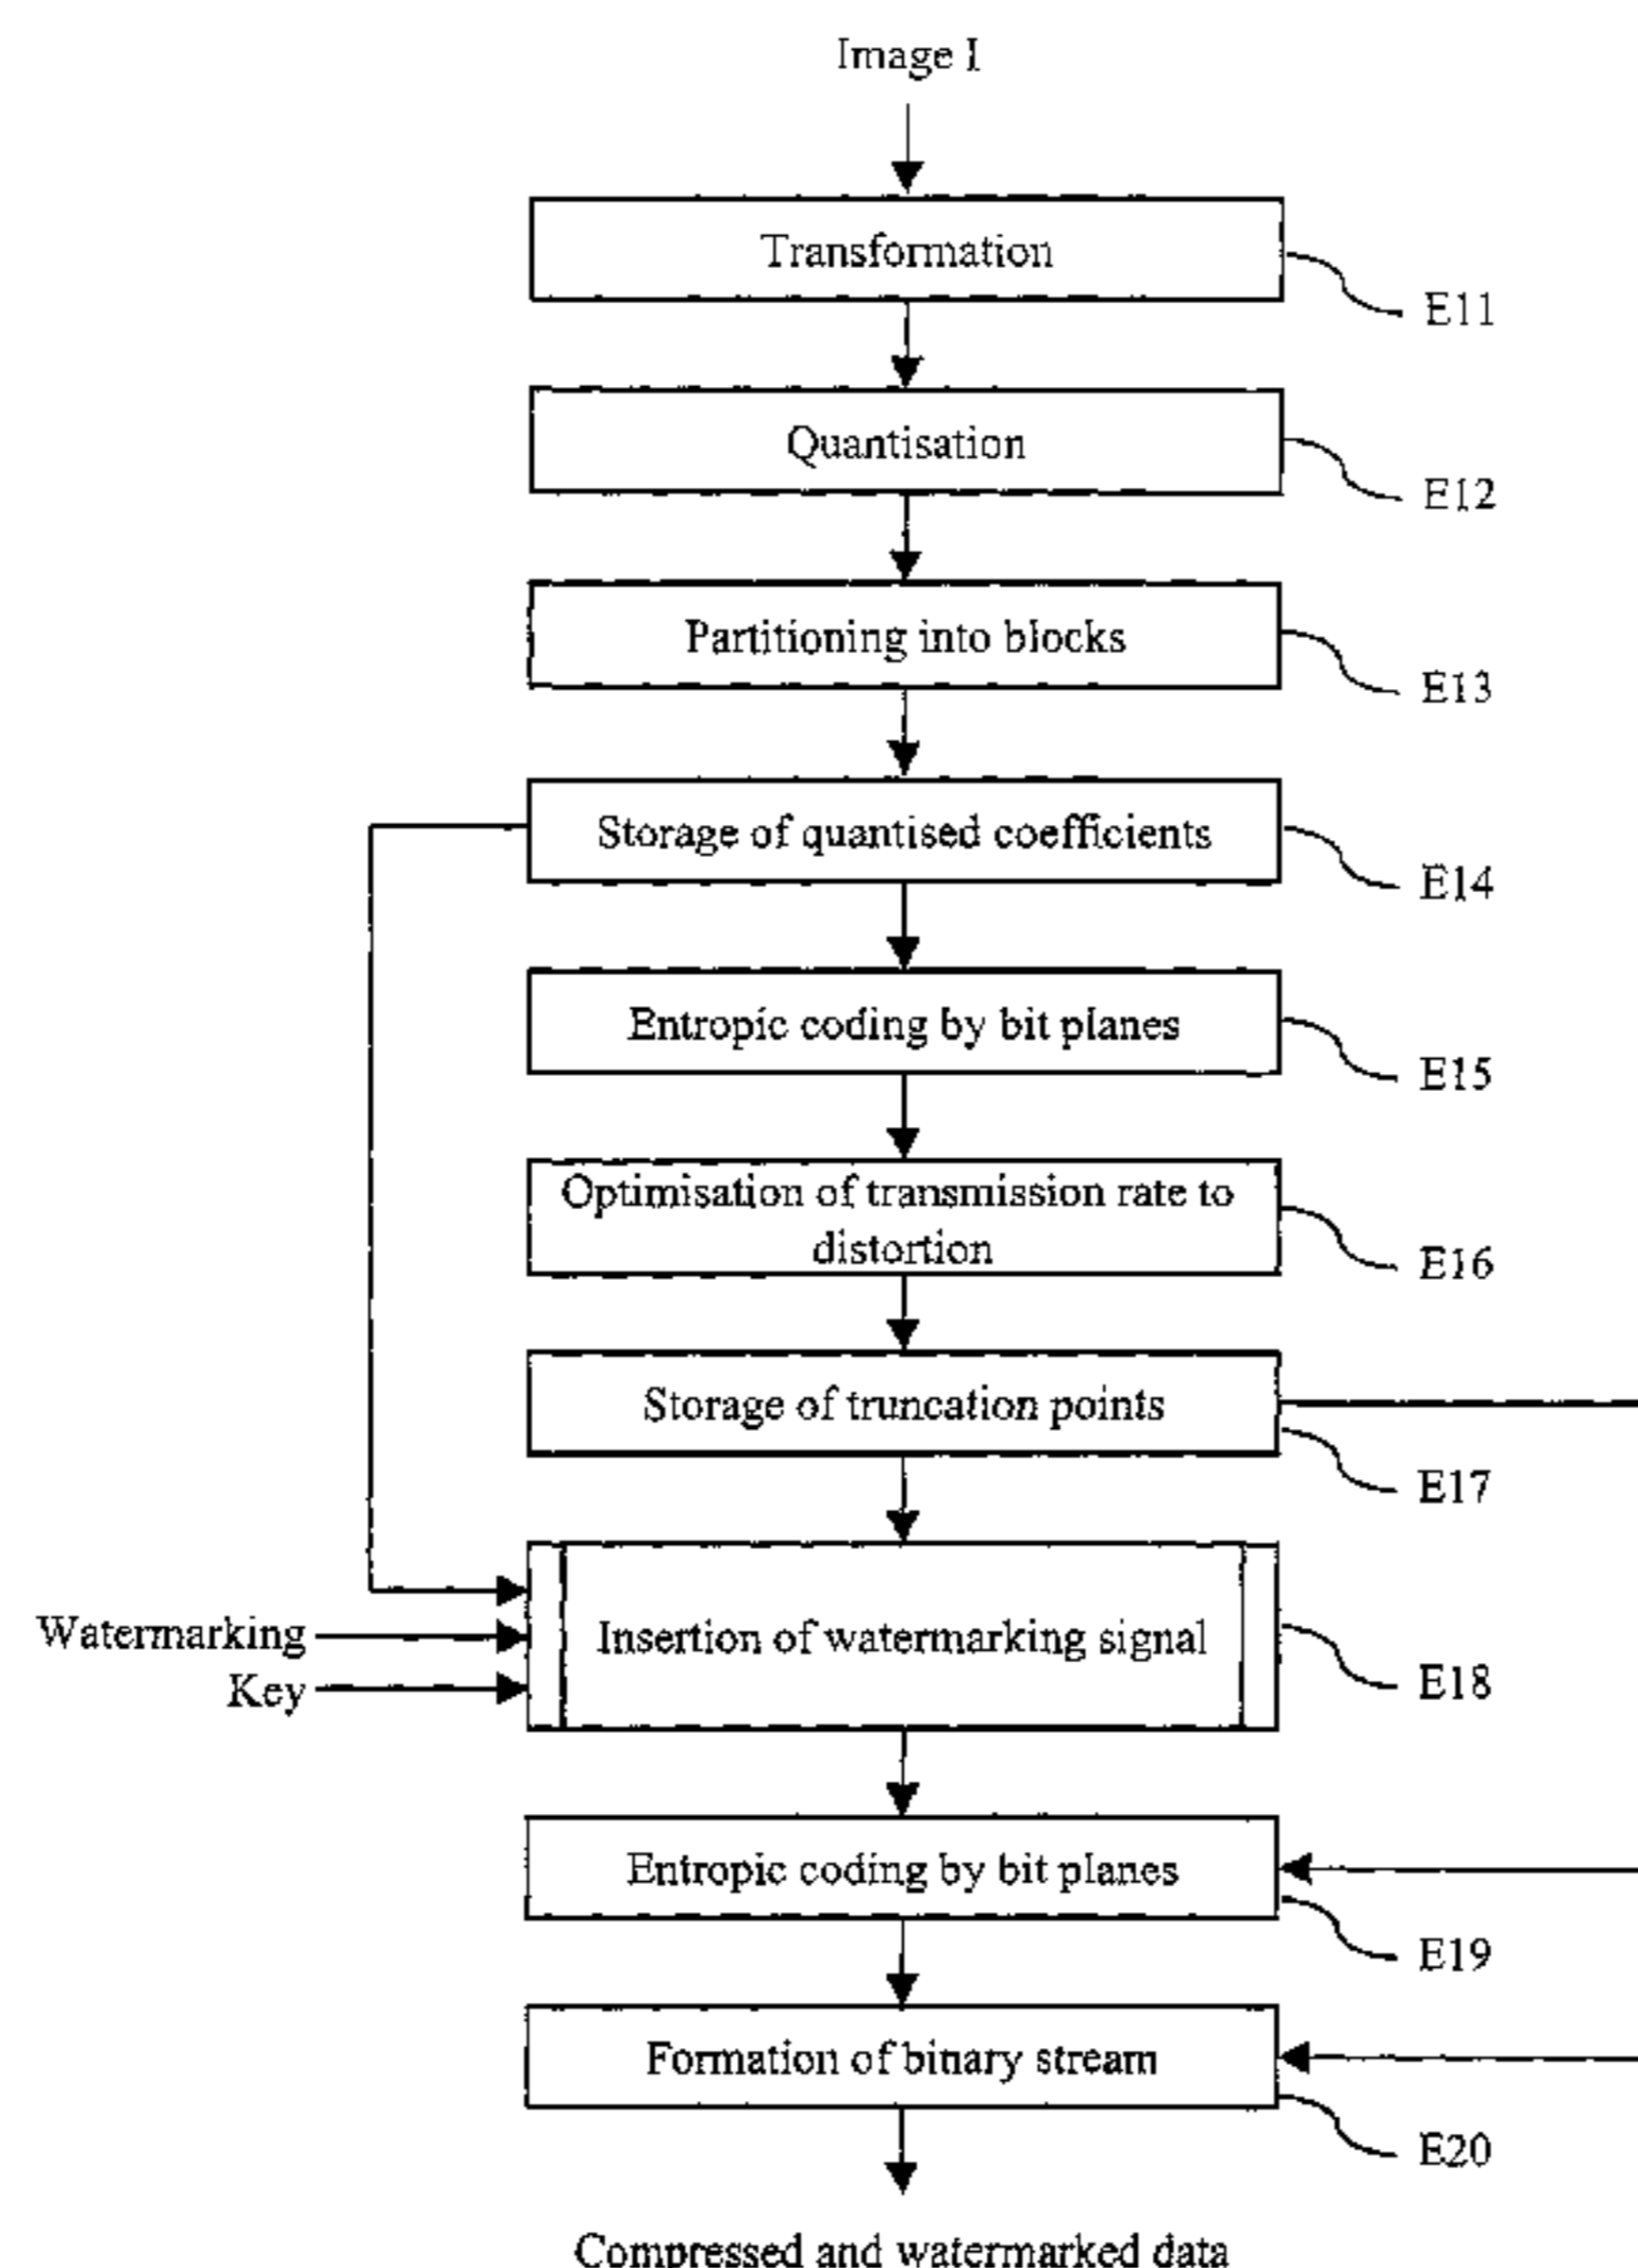 Image I
Transformation
E11
Quantisation
E12
Partitioning into blocks
E13
Storage of quantised coefficients
E14
Entropic coding by bit planes
E15
Optimisation of transmission rate to
distortion
E16
Storage of truncation points
E17
Watermarking
Key
Insertion of watermarking signal
E18
Entropic coding by bit planes
E19
Formation of binary stream
E20
Compressed and watermarked data